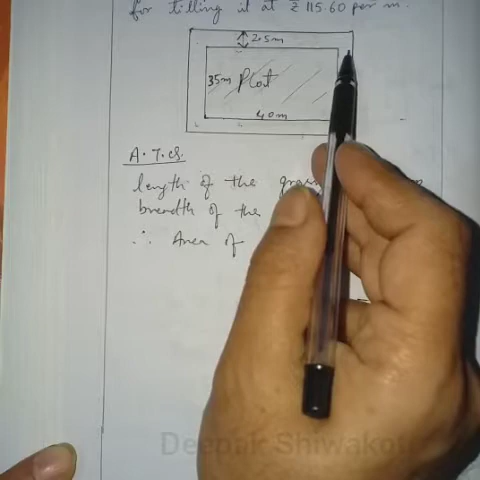 for tilling it at ₹ 115.60 per m.
2.5m
35m Plot
40m
A.T.Q.
length of the
breadth of the
∴ Area of
Deepak Shiwakoti